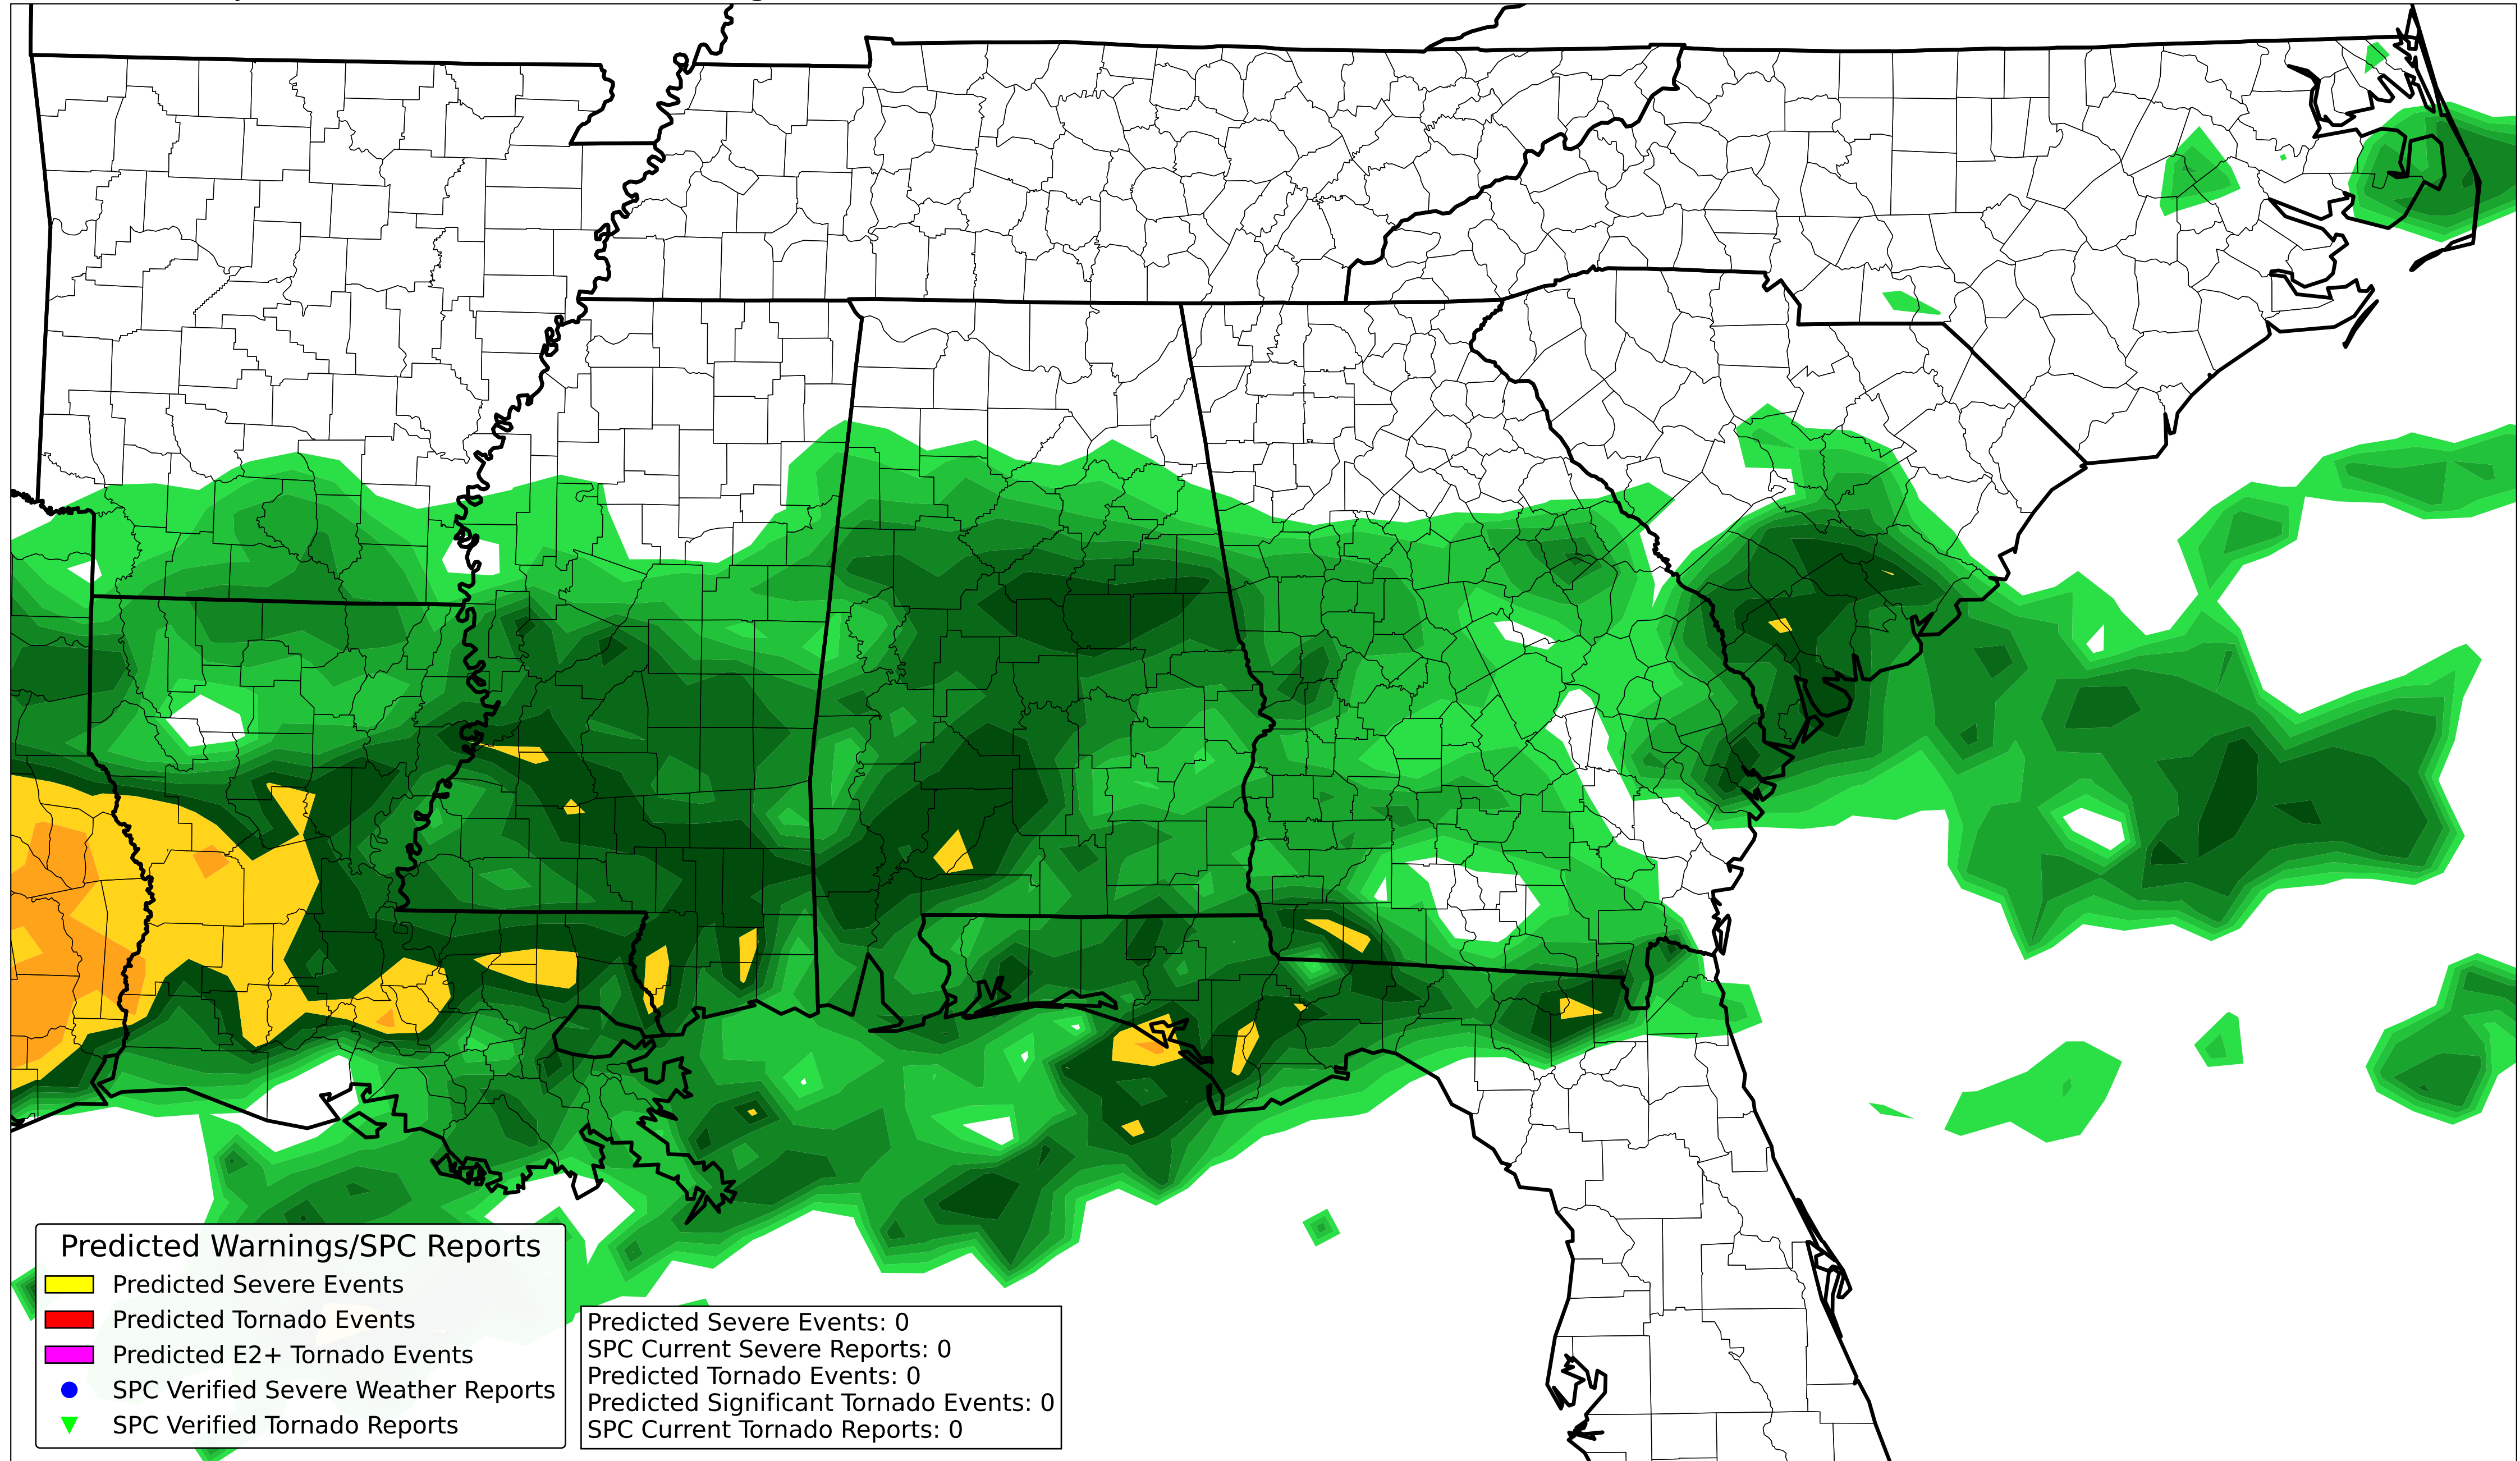 Predicted Warnings/SPC Reports
Predicted Severe Events
Predicted Tornado Events
Predicted E2+ Tornado Events
SPC Verified Severe Weather Reports
SPC Verified Tornado Reports
Predicted Severe Events: 0
SPC Current Severe Reports: 0
Predicted Tornado Events: 0
Predicted Significant Tornado Events: 0
SPC Current Tornado Reports: 0